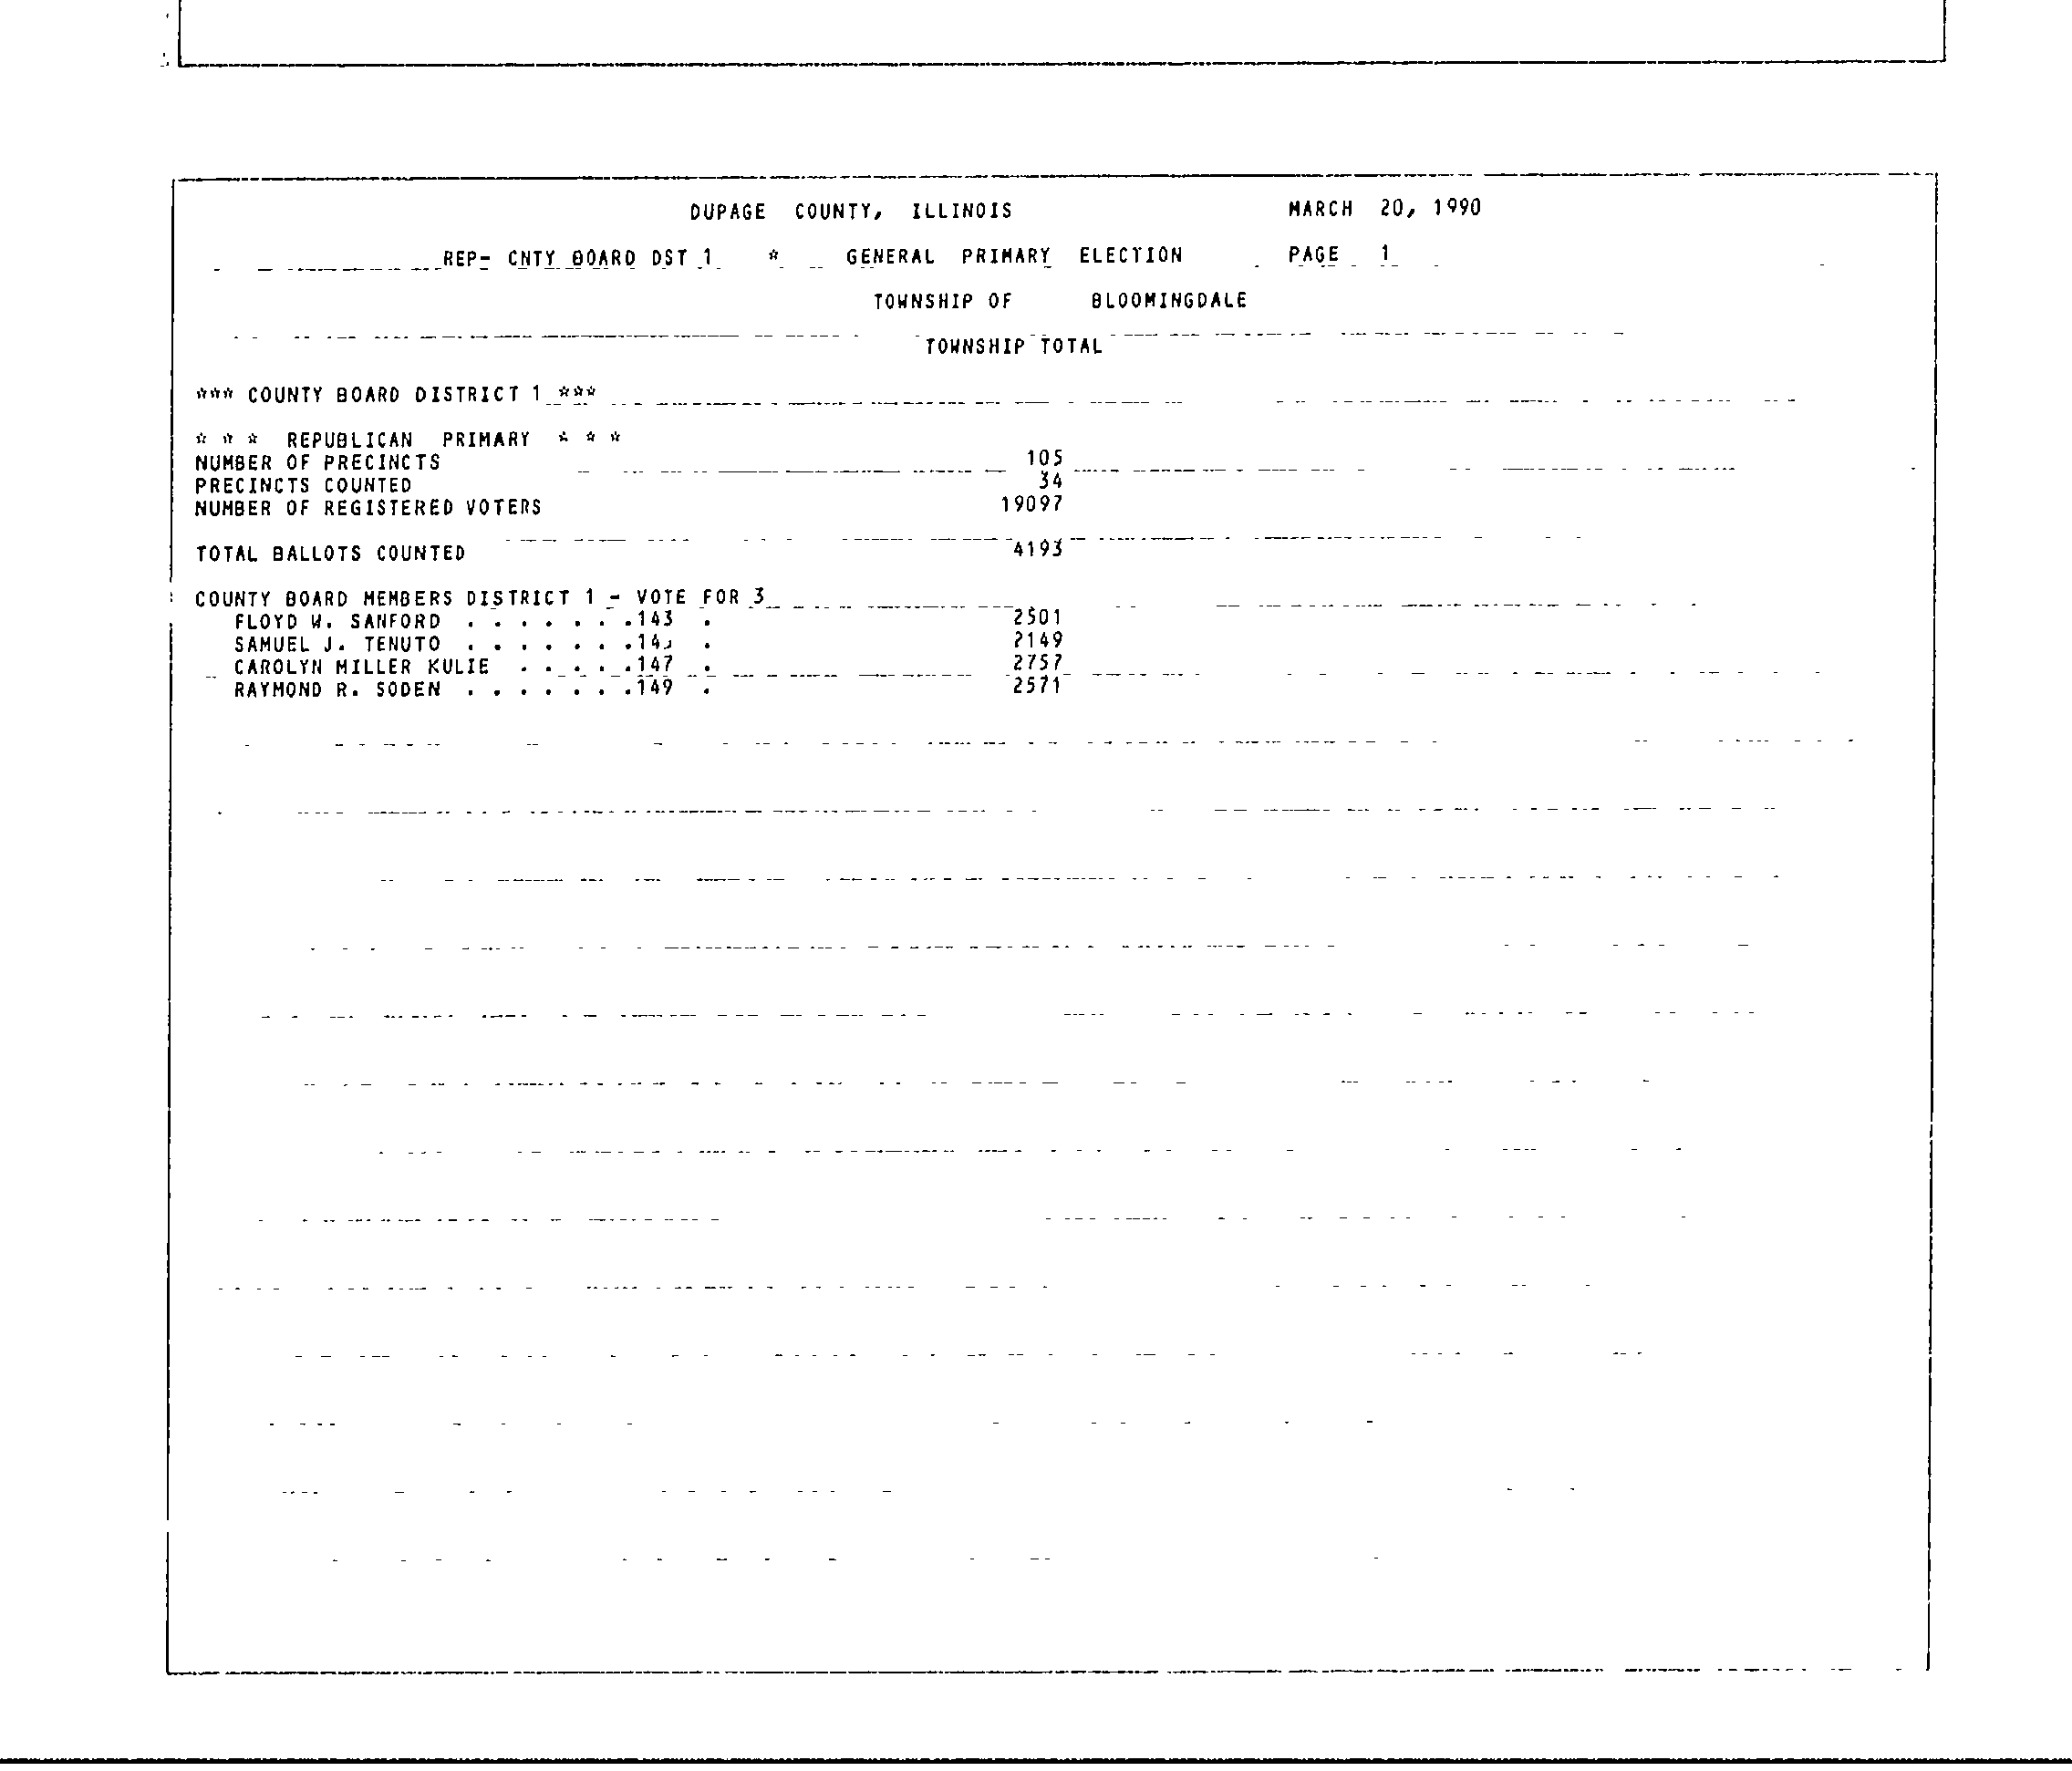 DUPAGE COUNTY, ILLINOIS MARCH 20, 1990
REP- CNTY BOARD DST 1 * GENERAL PRIMARY ELECTION PAGE 1
TOWNSHIP OF BLOOMINGDALE
TOWNSHIP TOTAL
*** COUNTY BOARD DISTRICT 1 ***
* * * REPUBLICAN PRIMARY * * *
NUMBER OF PRECINCTS 105
PRECINCTS COUNTED 34
NUMBER OF REGISTERED VOTERS 19097
TOTAL BALLOTS COUNTED 4193
COUNTY BOARD MEMBERS DISTRICT 1 - VOTE FOR 3
FLOYD W. SANFORD . . . . . . .143 . 2501
SAMUEL J. TENUTO . . . . . . . . 2149
CAROLYN MILLER KULIE . . . . .147 . 2757
RAYMOND R. SODEN . . . . . . .149 . 2571